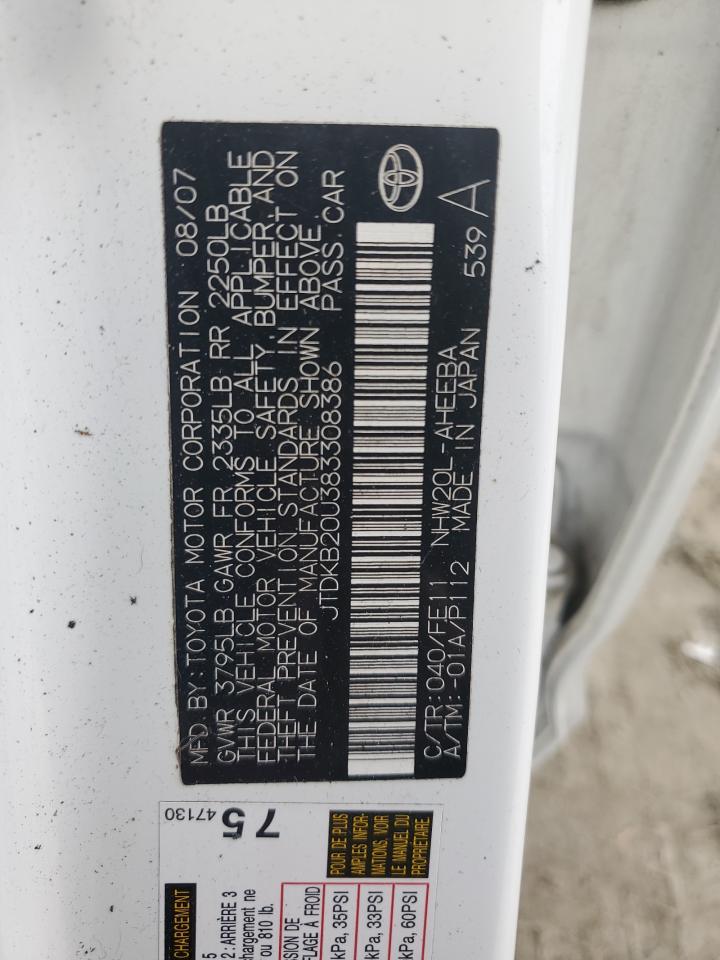 MFD. BY: TOYOTA MOTOR CORPORATION 08/07
GVWR 3795LB GAWR FR 2335LB RR 2250LB
THIS VEHICLE CONFORMS TO ALL APPLICABLE
FEDERAL MOTOR VEHICLE SAFETY, BUMPER, AND
THEFT PREVENTION STANDARDS IN EFFECT ON
THE DATE OF MANUFACTURE SHOWN ABOVE.
JTDKB20U383308386 PASS. CAR
C/TR: 040/FE11 NHW20L-AHEEBA
A/TM: -01A/P112 MADE IN JAPAN 539 A
75
47130
CHARGEMENT
5
2: ARRIÈRE 3
chargement ne
ou 810 lb.
FLAGE À FROID
kPa, 35PSI
kPa, 33PSI
kPa, 60PSI
POUR DE PLUS
AMPLES INFOR-
MATIONS, VOIR
LE MANUEL DU
PROPRIÉTAIRE